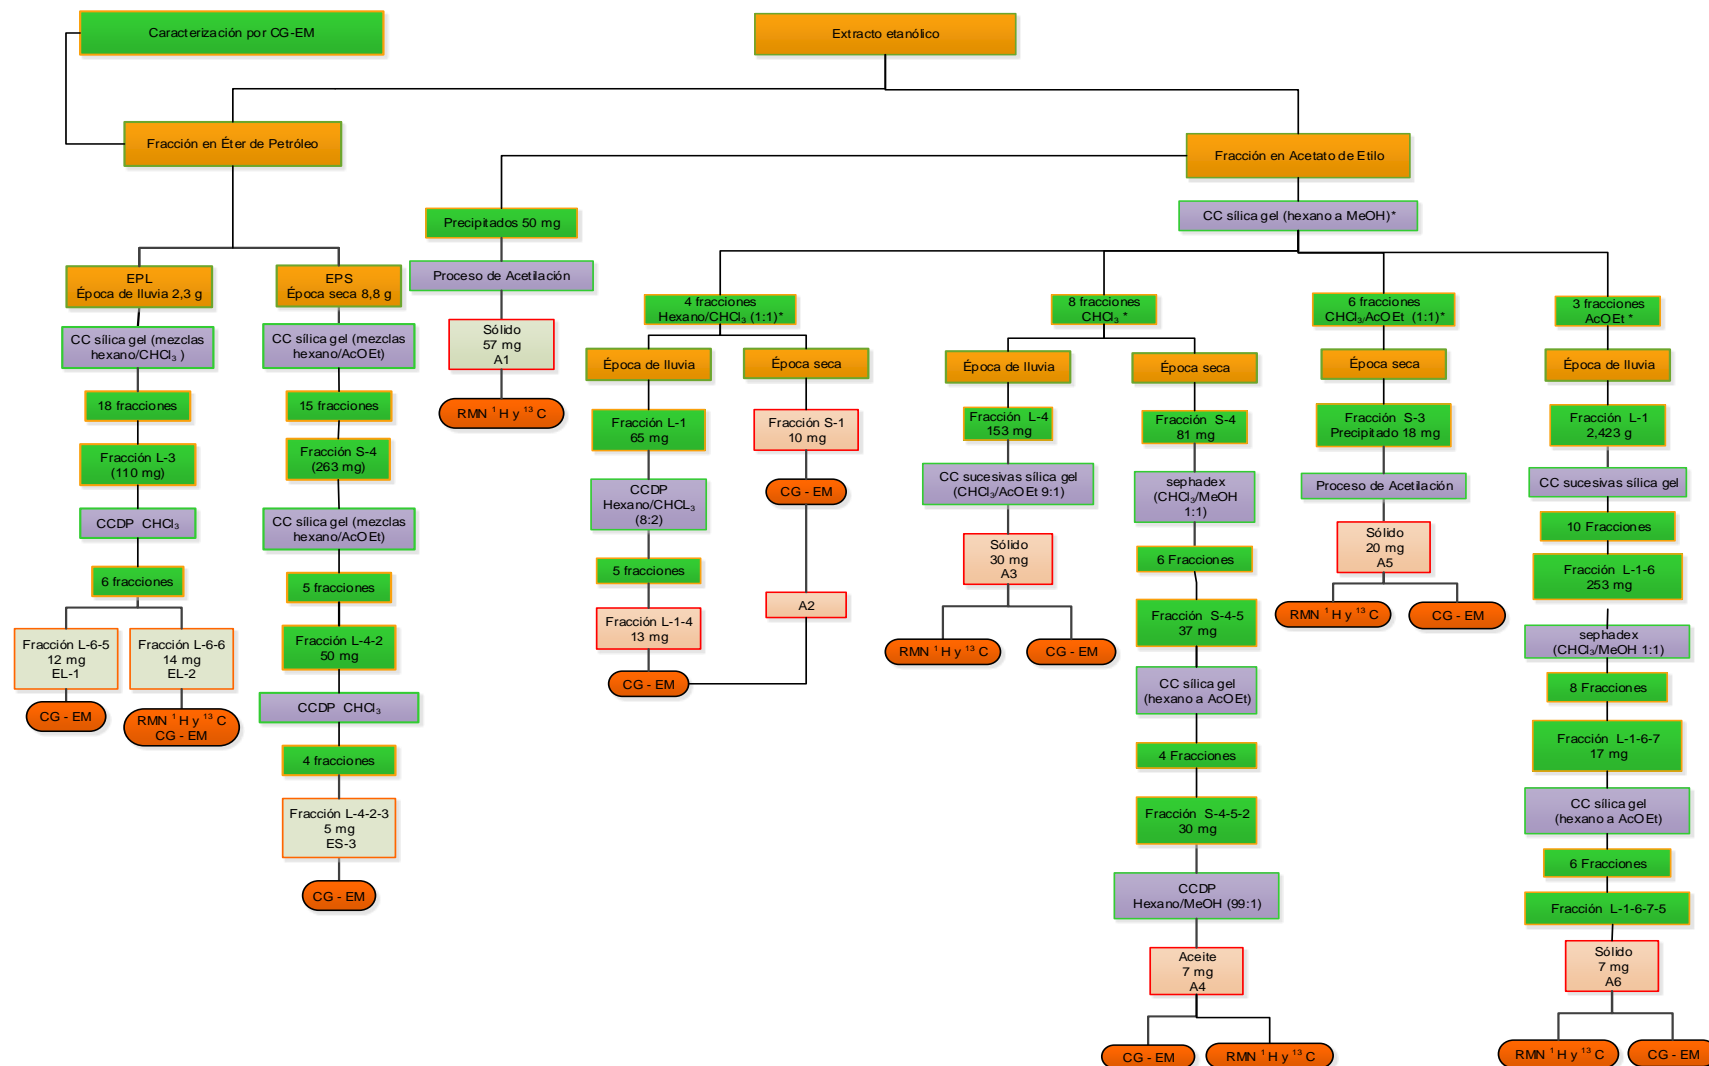 Caracterización por CG-EM
Extracto etanólico
Fracción en Éter de Petróleo
Fracción en Acetato de Etilo
EPL
Época de lluvia 2,3 g
CC sílica gel (mezclas
hexano/CHCl₃ )
18 fracciones
Fracción L-3
(110 mg)
CCDP CHCl₃
6 fracciones
Fracción L-6-5
12 mg
EL-1
CG - EM
Fracción L-6-6
14 mg
EL-2
RMN ¹ H y ¹³ C
CG - EM
EPS
Época seca 8,8 g
CC sílica gel (mezclas
hexano/AcOEt)
15 fracciones
Fracción S-4
(263 mg)
CC sílica gel (mezclas
hexano/AcOEt)
5 fracciones
Fracción L-4-2
50 mg
CCDP CHCl₃
4 fracciones
Fracción L-4-2-3
5 mg
ES-3
CG - EM
Precipitados 50 mg
Proceso de Acetilación
Sólido
57 mg
A1
RMN ¹ H y ¹³ C
CC sílica gel (hexano a MeOH)*
4 fracciones
Hexano/CHCl₃ (1:1)*
Época de lluvia
Fracción L-1
65 mg
CCDP
Hexano/CHCL₃
(8:2)
5 fracciones
Fracción L-1-4
13 mg
CG - EM
Época seca
Fracción S-1
10 mg
CG - EM
A2
8 fracciones
CHCl₃ *
Época de lluvia
Fracción L-4
153 mg
CC sucesivas sílica gel
(CHCl₃/AcOEt 9:1)
Sólido
30 mg
A3
RMN ¹ H y ¹³ C
CG - EM
Época seca
Fracción S-4
81 mg
sephadex
(CHCl₃/MeOH
1:1)
6 Fracciones
Fracción S-4-5
37 mg
CC sílica gel
(hexano a AcOEt)
4 Fracciones
Fracción S-4-5-2
30 mg
CCDP
Hexano/MeOH (99:1)
Aceite
7 mg
A4
CG - EM
RMN ¹ H y ¹³ C
6 fracciones
CHCl₃/AcOEt (1:1)*
Época seca
Fracción S-3
Precipitado 18 mg
Proceso de Acetilación
Sólido
20 mg
A5
RMN ¹ H y ¹³ C
CG - EM
3 fracciones
AcOEt *
Época de lluvia
Fracción L-1
2,423 g
CC sucesivas sílica gel
10 Fracciones
Fracción L-1-6
253 mg
sephadex
(CHCl₃/MeOH 1:1)
8 Fracciones
Fracción L-1-6-7
17 mg
CC sílica gel
(hexano a AcOEt)
6 Fracciones
Fracción L-1-6-7-5
Sólido
7 mg
A6
RMN ¹ H y ¹³ C
CG - EM